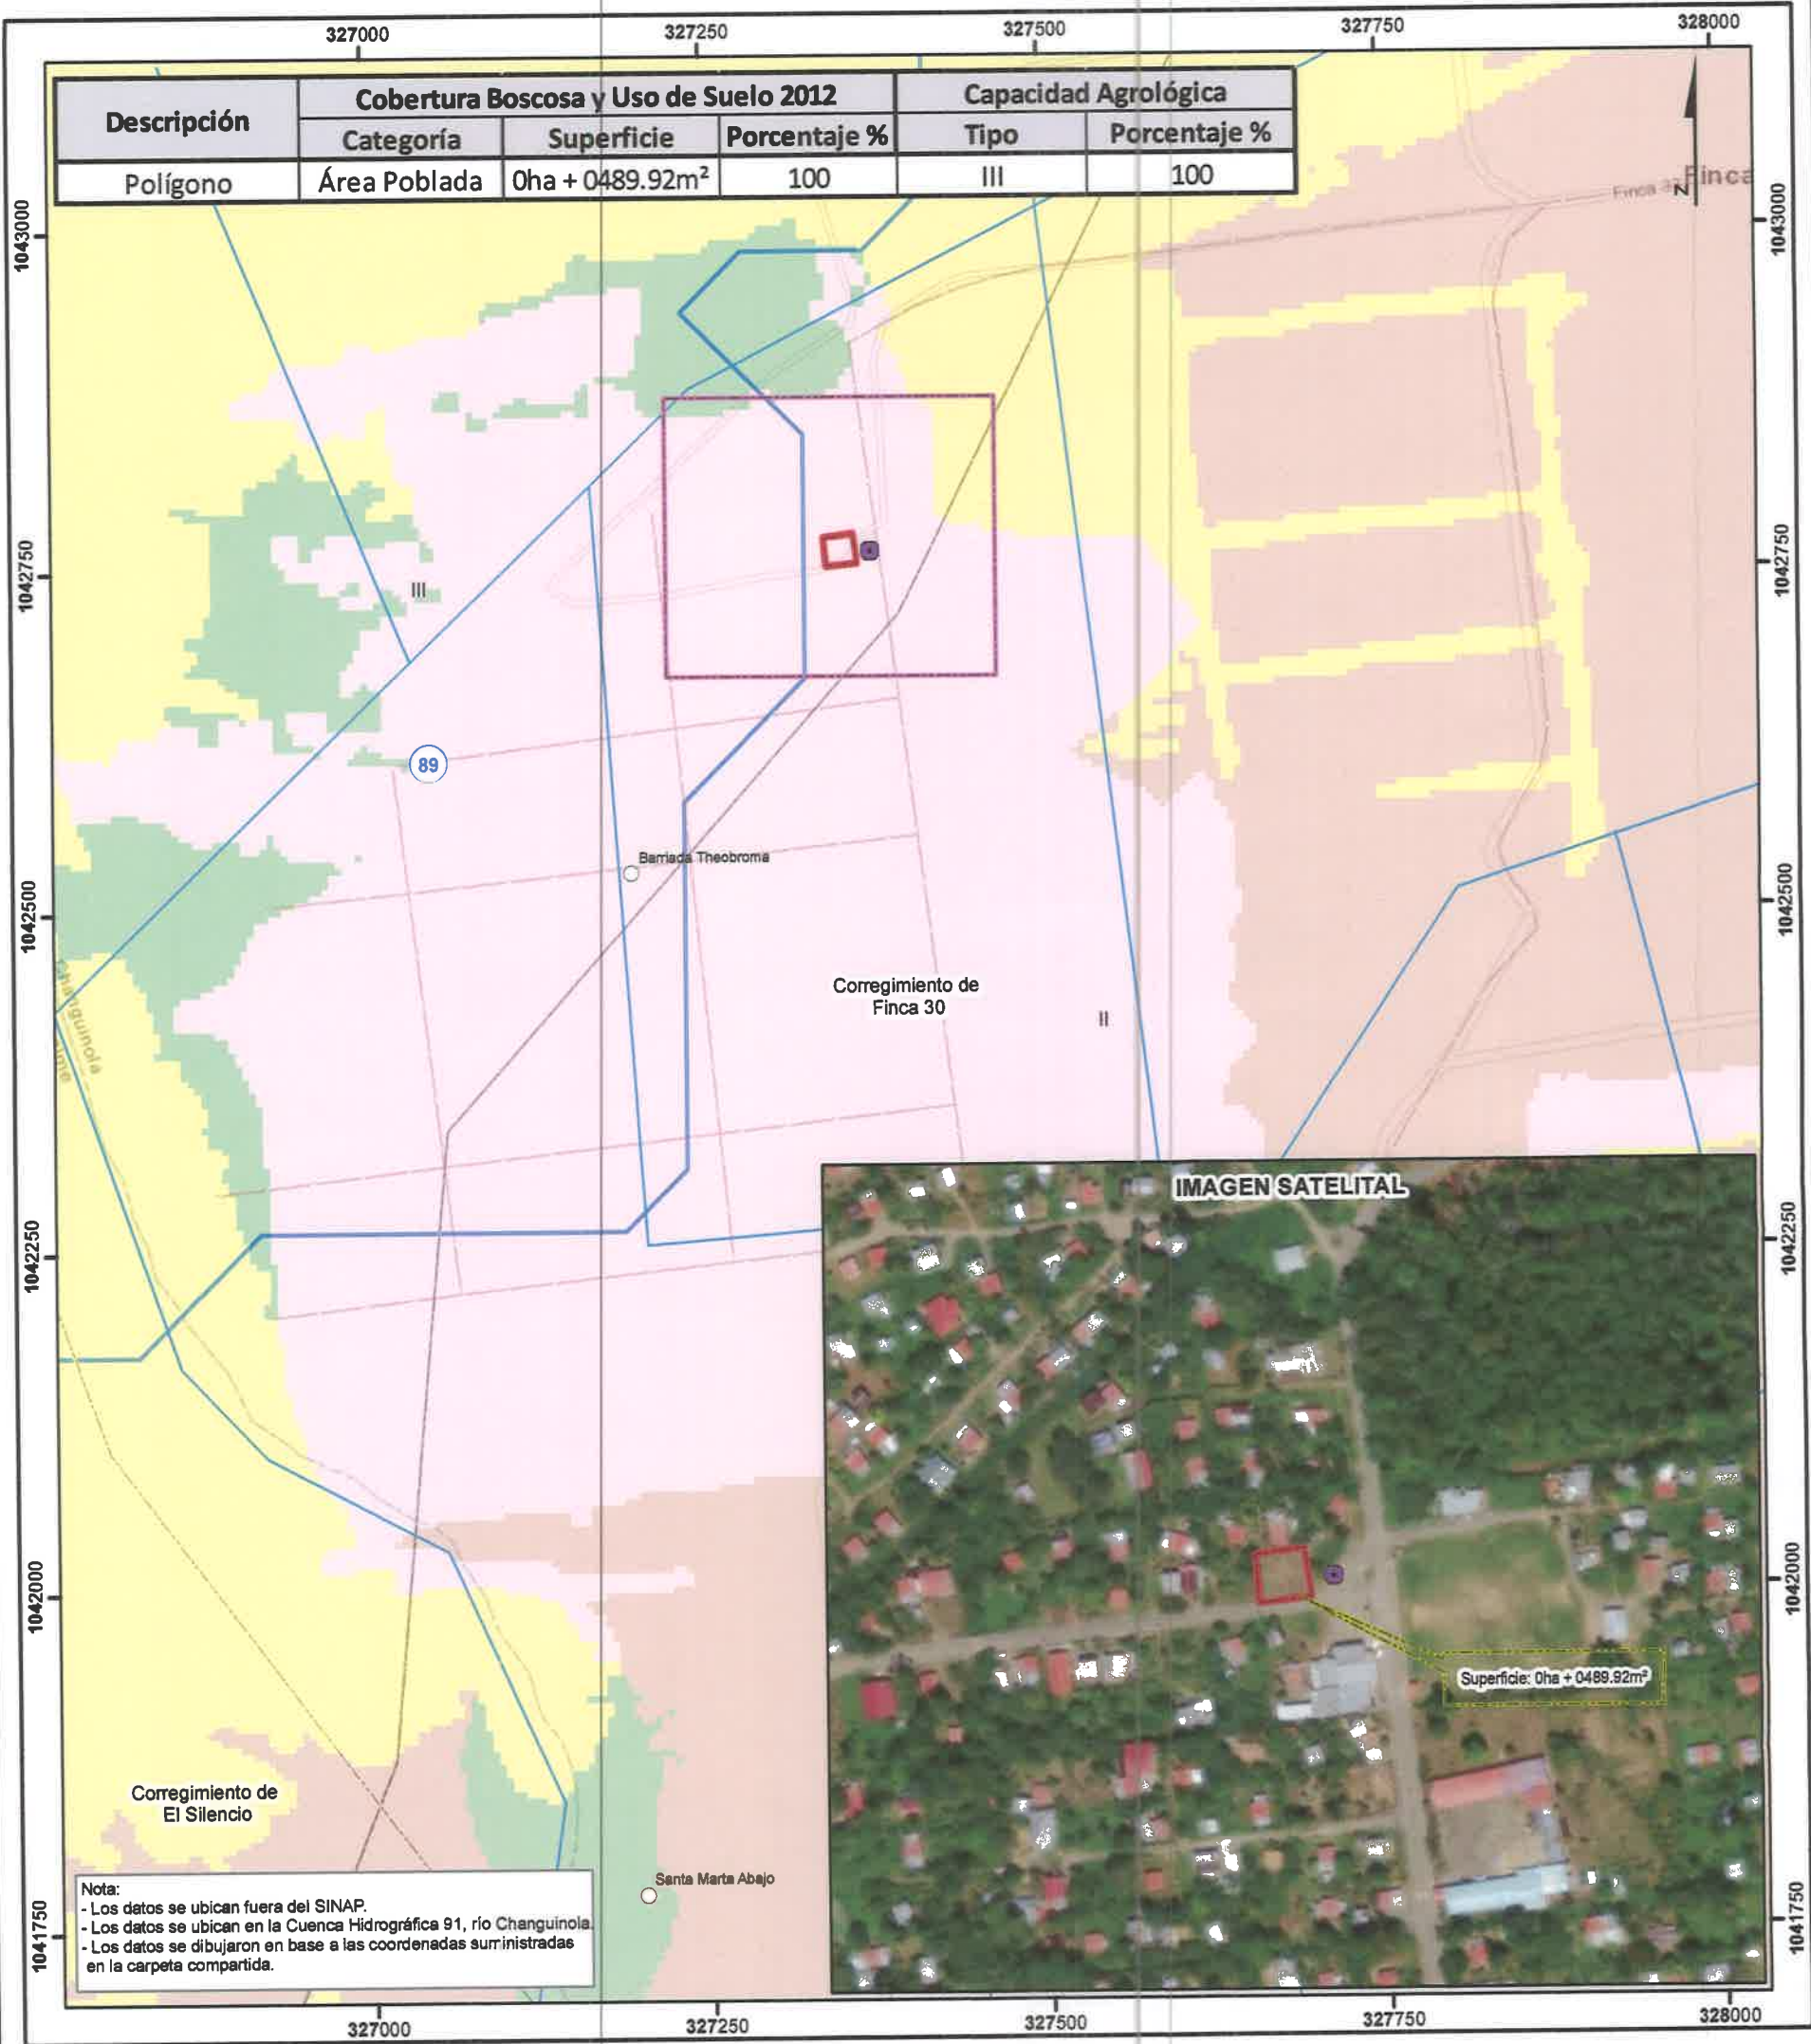 327000 327250 327500 327750 328000
Descripción Cobertura Boscosa y Uso de Suelo 2012 Capacidad Agrológica
Categoría Superficie Porcentaje % Tipo Porcentaje %
Polígono Área Poblada 0ha + 0489.92m² 100 III 100
N
Finca
1043000 1043000
1042750 1042750
III
89
Barriada Theobroma
1042500 1042500
Changuinola
Corregimiento de
Finca 30
II
IMAGEN SATELITAL
1042250 1042250
1042000 1042000
Superficie: 0ha + 0489.92m²
Corregimiento de
El Silencio
Santa Marta Abajo
Nota:
- Los datos se ubican fuera del SINAP.
- Los datos se ubican en la Cuenca Hidrográfica 91, río Changuinola.
- Los datos se dibujaron en base a las coordenadas suministradas
en la carpeta compartida.
1041750 1041750
327000 327250 327500 327750 328000